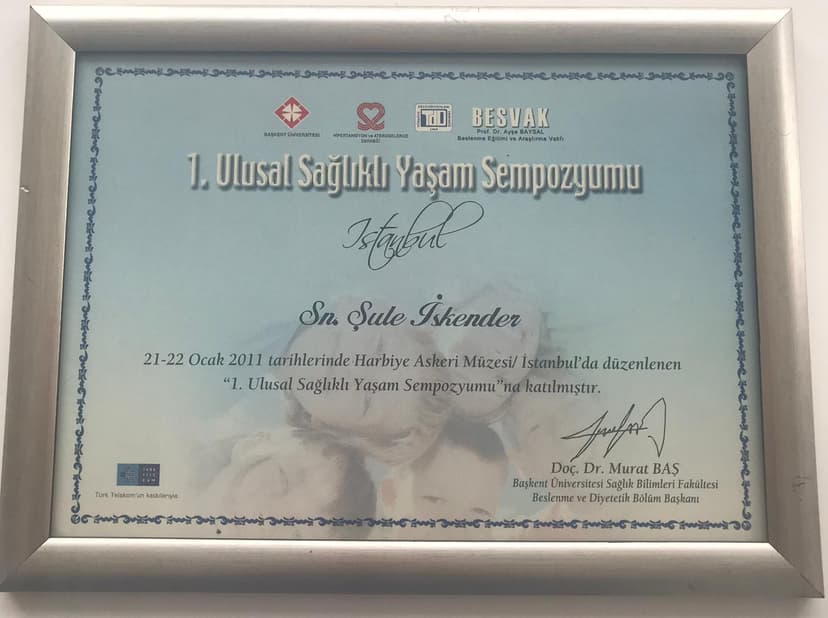 BAŞKENT ÜNİVERSİTESİ
HİPERTANSİYON ve ATEROSKLEROZ
DERNEĞİ
TDD
BESVAK
Prof. Dr. Ayşe BAYSAL
Beslenme Eğitimi ve Araştırma Vakfı
1. Ulusal Sağlıklı Yaşam Sempozyumu
İstanbul
Sn. Şule İskender
21-22 Ocak 2011 tarihlerinde Harbiye Askeri Müzesi/ İstanbul'da düzenlenen
“1. Ulusal Sağlıklı Yaşam Sempozyumu”na katılmıştır.
Doç. Dr. Murat BAŞ
Başkent Üniversitesi Sağlık Bilimleri Fakültesi
Beslenme ve Diyetetik Bölüm Başkanı
TÜRK
TELEKOM
Türk Telekom'un katkılarıyla.